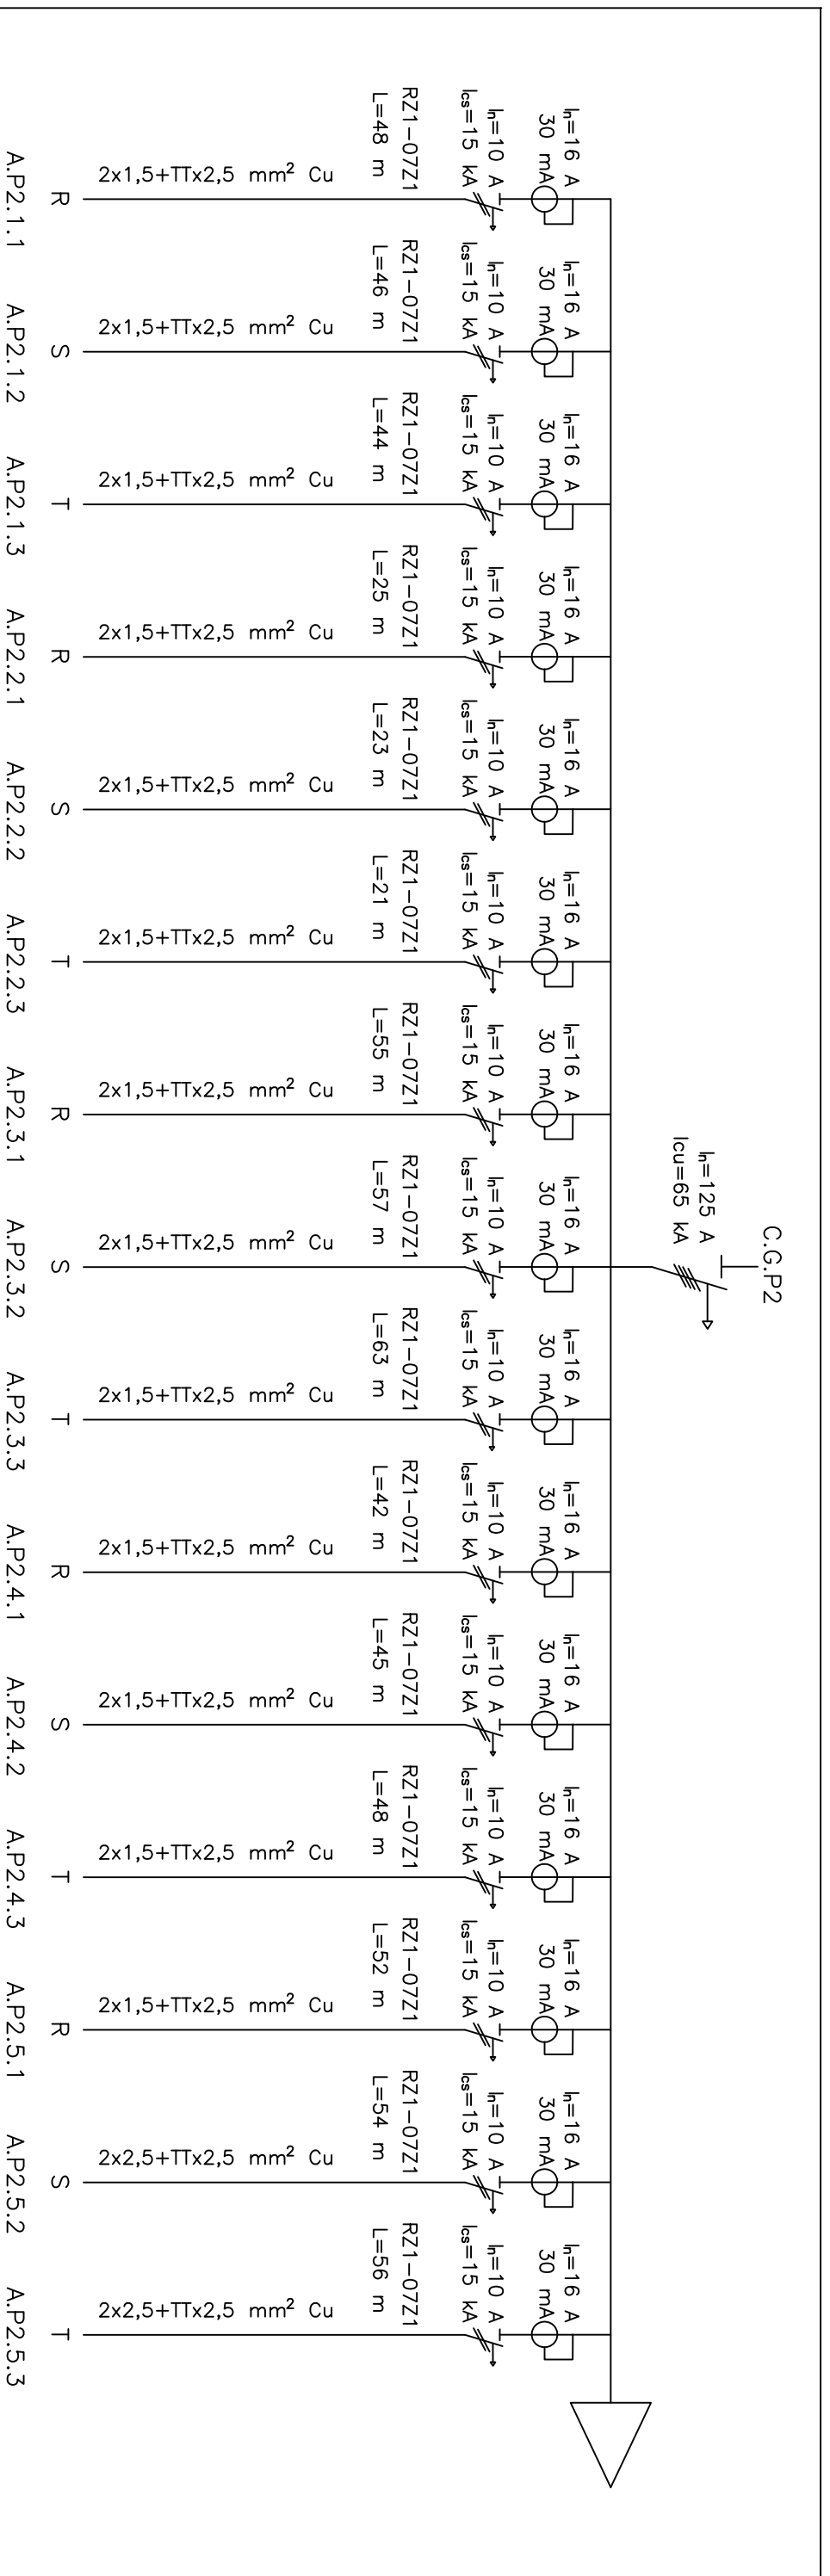 C.G.P2
In=125 A
Icu=65 kA
In=16 A
30 mA
In=10 A
Ics=15 kA
RZ1-07Z1
L=48 m
2x1,5+TTx2,5 mm² Cu
R
A.P2.1.1
In=16 A
30 mA
In=10 A
Ics=15 kA
RZ1-07Z1
L=46 m
2x1,5+TTx2,5 mm² Cu
S
A.P2.1.2
In=16 A
30 mA
In=10 A
Ics=15 kA
RZ1-07Z1
L=44 m
2x1,5+TTx2,5 mm² Cu
T
A.P2.1.3
In=16 A
30 mA
In=10 A
Ics=15 kA
RZ1-07Z1
L=25 m
2x1,5+TTx2,5 mm² Cu
R
A.P2.2.1
In=16 A
30 mA
In=10 A
Ics=15 kA
RZ1-07Z1
L=23 m
2x1,5+TTx2,5 mm² Cu
S
A.P2.2.2
In=16 A
30 mA
In=10 A
Ics=15 kA
RZ1-07Z1
L=21 m
2x1,5+TTx2,5 mm² Cu
T
A.P2.2.3
In=16 A
30 mA
In=10 A
Ics=15 kA
RZ1-07Z1
L=55 m
2x1,5+TTx2,5 mm² Cu
R
A.P2.3.1
In=16 A
30 mA
In=10 A
Ics=15 kA
RZ1-07Z1
L=57 m
2x1,5+TTx2,5 mm² Cu
S
A.P2.3.2
In=16 A
30 mA
In=10 A
Ics=15 kA
RZ1-07Z1
L=63 m
2x1,5+TTx2,5 mm² Cu
T
A.P2.3.3
In=16 A
30 mA
In=10 A
Ics=15 kA
RZ1-07Z1
L=42 m
2x1,5+TTx2,5 mm² Cu
R
A.P2.4.1
In=16 A
30 mA
In=10 A
Ics=15 kA
RZ1-07Z1
L=45 m
2x1,5+TTx2,5 mm² Cu
S
A.P2.4.2
In=16 A
30 mA
In=10 A
Ics=15 kA
RZ1-07Z1
L=48 m
2x1,5+TTx2,5 mm² Cu
T
A.P2.4.3
In=16 A
30 mA
In=10 A
Ics=15 kA
RZ1-07Z1
L=52 m
2x1,5+TTx2,5 mm² Cu
R
A.P2.5.1
In=16 A
30 mA
In=10 A
Ics=15 kA
RZ1-07Z1
L=54 m
2x2,5+TTx2,5 mm² Cu
S
A.P2.5.2
In=16 A
30 mA
In=10 A
Ics=15 kA
RZ1-07Z1
L=56 m
2x2,5+TTx2,5 mm² Cu
T
A.P2.5.3